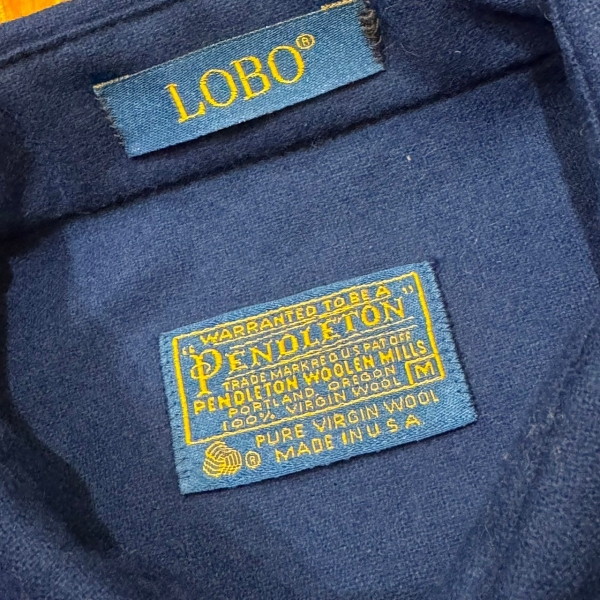 LOBO®
"WARRANTED TO BE A
PENDLETON"
TRADE MARK REG U.S. PAT OFF
PENDLETON WOOLEN MILLS
PORTLAND, OREGON
100% VIRGIN WOOL M
PURE VIRGIN WOOL
® MADE IN U.S.A